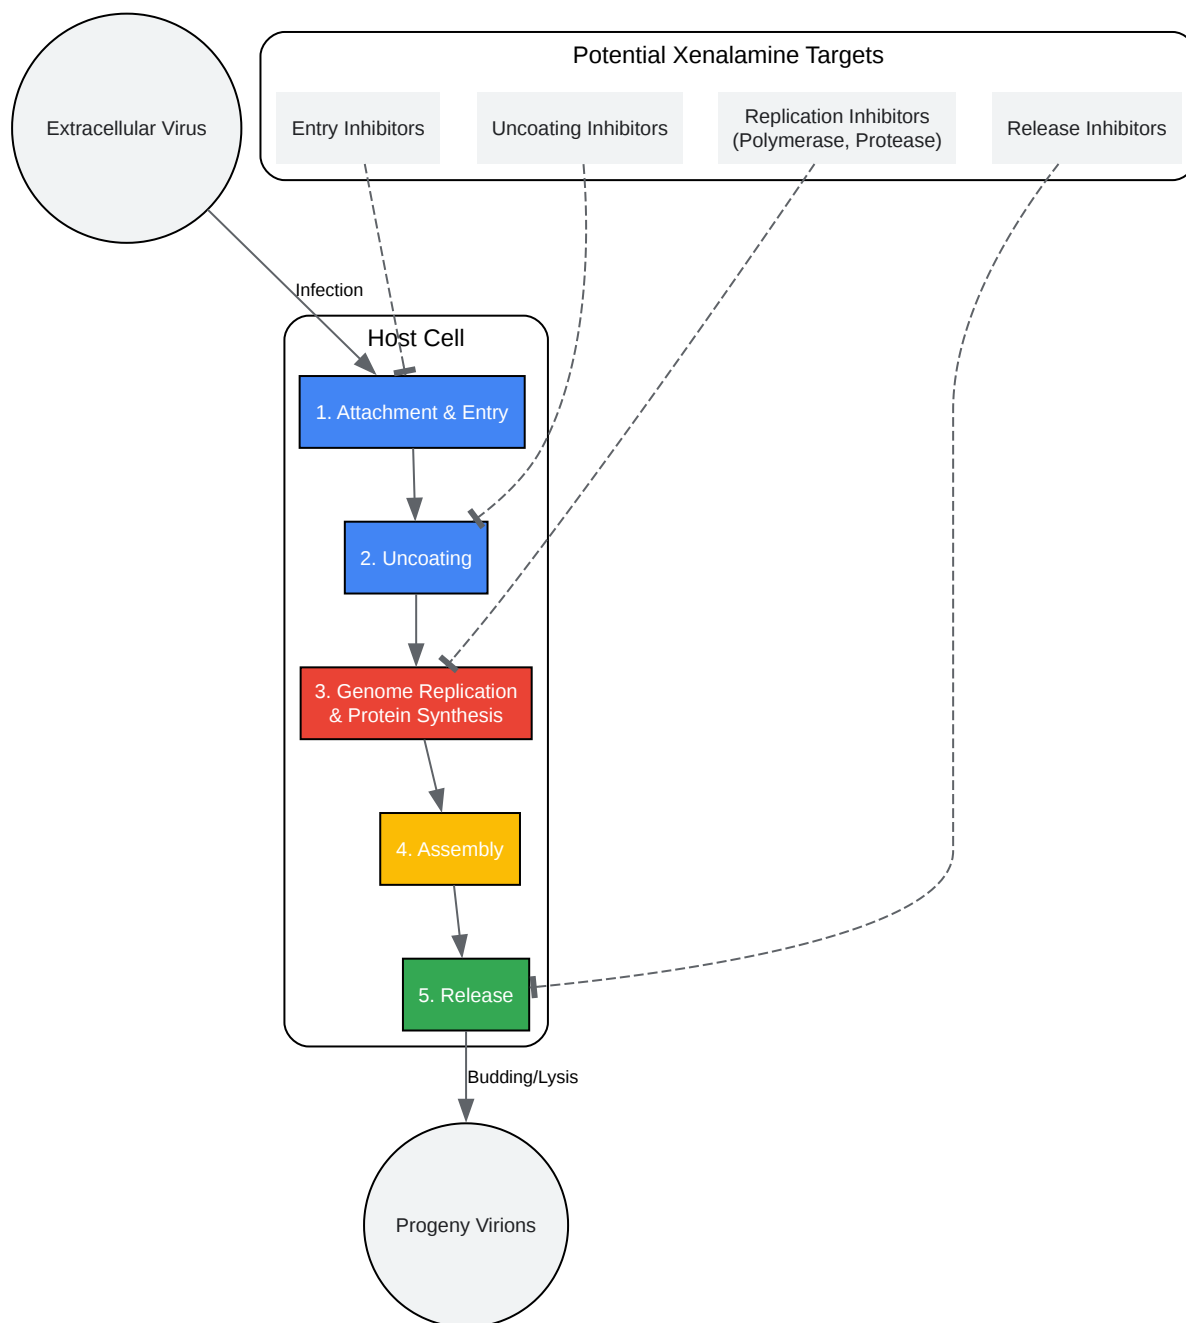 Extracellular Virus
Potential Xenalamine Targets
Entry Inhibitors
Uncoating Inhibitors
Replication Inhibitors
(Polymerase, Protease)
Release Inhibitors
Infection
Host Cell
1. Attachment & Entry
2. Uncoating
3. Genome Replication
& Protein Synthesis
4. Assembly
5. Release
Budding/Lysis
Progeny Virions